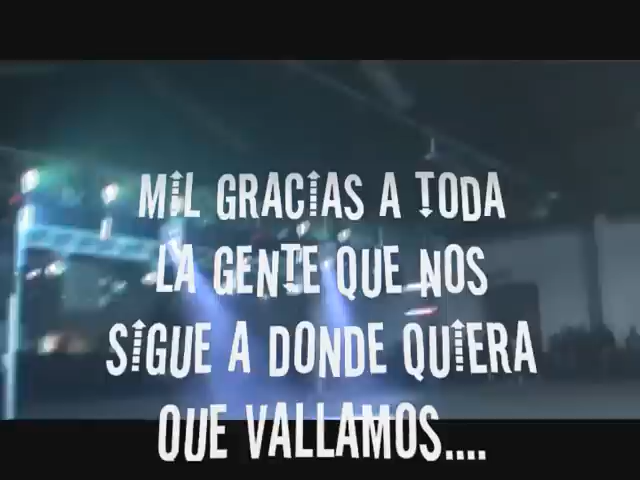 MIL GRACIAS A TODA
LA GENTE QUE NOS
SIGUE A DONDE QUIERA
QUE VALLAMOS....